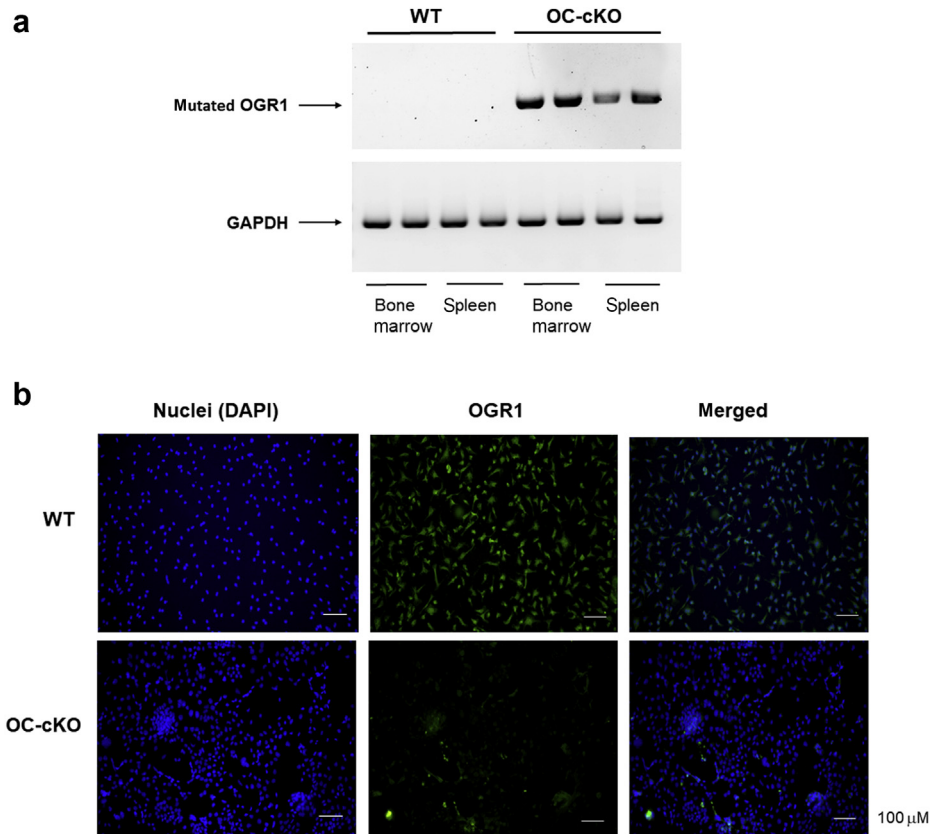 a
WT OC-cKO
Mutated OGR1
GAPDH
Bone marrow Spleen Bone marrow Spleen
b
Nuclei (DAPI) OGR1 Merged
WT
OC-cKO
100 μM